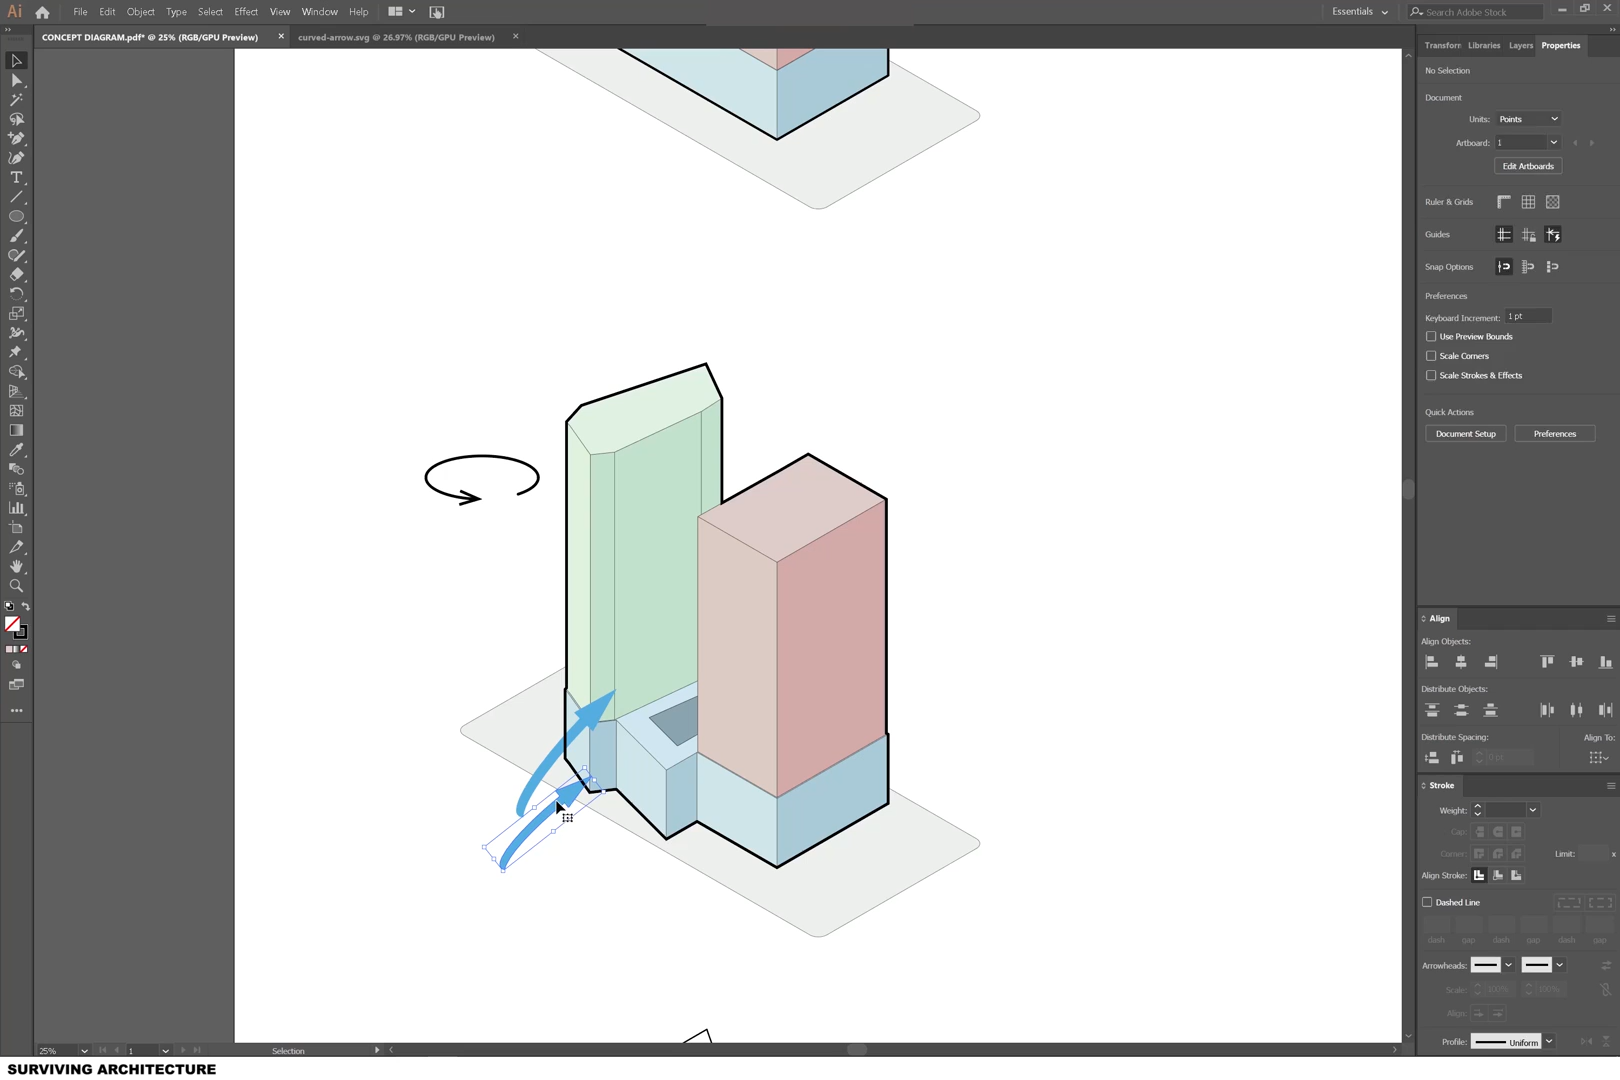 Ai File Edit Object Type Select Effect View Window Help Essentials Search Adobe Stock
CONCEPT DIAGRAM.pdf* @ 25% (RGB/GPU Preview) × curved-arrow.svg @ 26.97% (RGB/GPU Preview) ×
Transform Libraries Layers Properties
No Selection
Document
Units: Points
Artboard: 1
Edit Artboards
Ruler & Grids
Guides
Snap Options
Preferences
Keyboard Increment: 1 pt
Use Preview Bounds
Scale Corners
Scale Strokes & Effects
Quick Actions
Document Setup Preferences
Align
Align Objects:
Distribute Objects:
Distribute Spacing: Align To:
0 pt
Stroke
Weight:
Cap:
Corner: Limit: x
Align Stroke:
Dashed Line
dash gap dash gap dash gap
Arrowheads:
Scale: 100% 100%
Align:
Profile: Uniform
25% 1 Selection
SURVIVING ARCHITECTURE